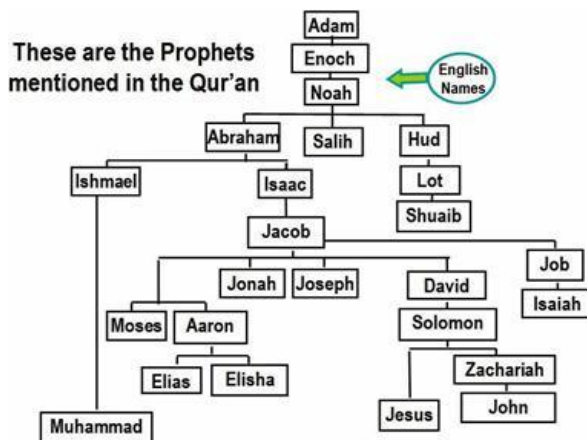 Adam
These are the Prophets
mentioned in the Qur'an
Enoch
English
Names
Noah
Abraham
Salih
Hud
Ishmael
Isaac
Lot
Shuaib
Jacob
Job
Jonah
Joseph
David
Isaiah
Moses
Aaron
Solomon
Elias
Elisha
Zachariah
Muhammad
Jesus
John